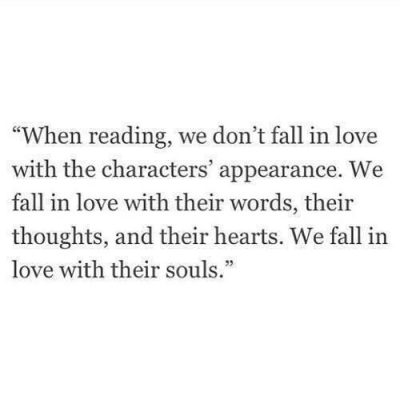 “When reading, we don’t fall in love
with the characters’ appearance. We
fall in love with their words, their
thoughts, and their hearts. We fall in
love with their souls.”